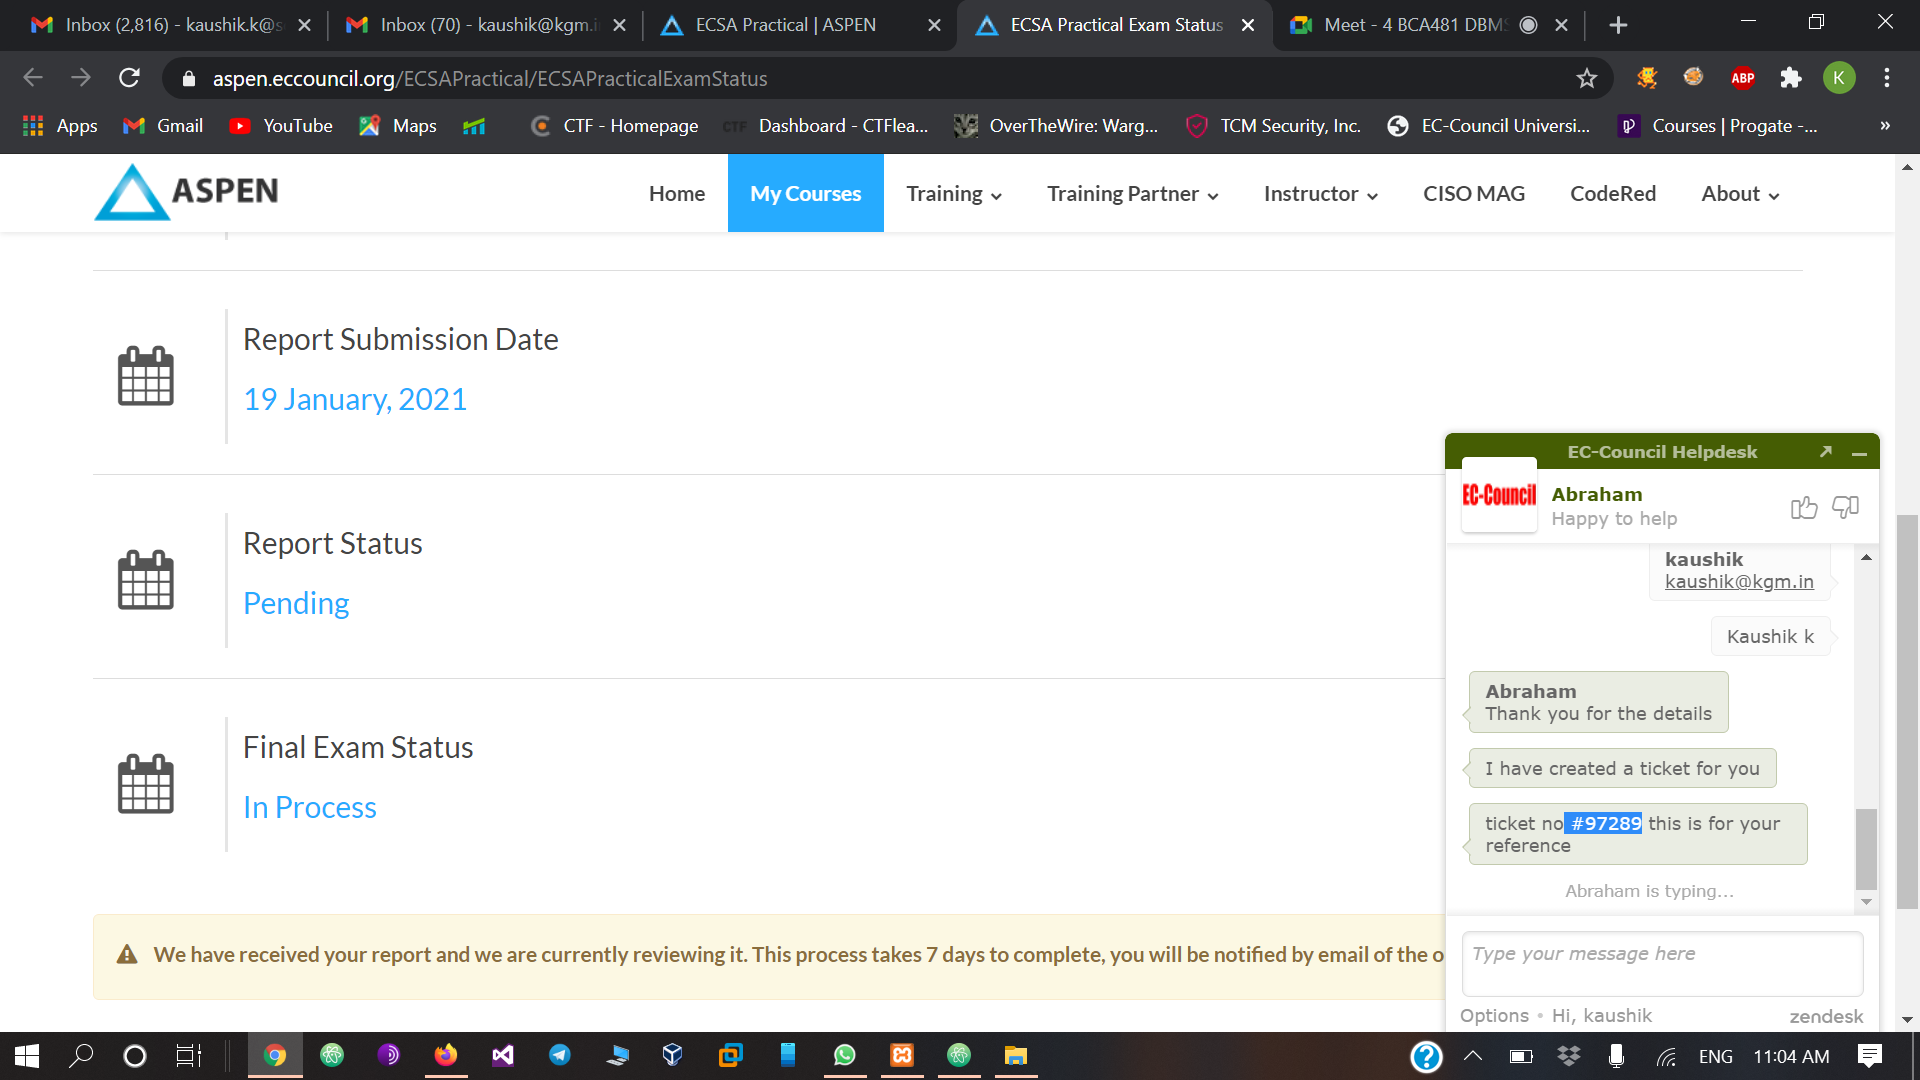 Inbox (2,816) - kaushik.k@s
Inbox (70) - kaushik@kgm.i
ECSA Practical | ASPEN
ECSA Practical Exam Status
Meet - 4 BCA481 DBMS
aspen.eccouncil.org/ECSAPractical/ECSAPracticalExamStatus
ABP
K
Apps
Gmail
YouTube
Maps
CTF - Homepage
CTF
Dashboard - CTFlea...
OverTheWire: Warg...
TCM Security, Inc.
EC-Council Universi...
Courses | Progate -...
»
ASPEN
Home
My Courses
Training
Training Partner
Instructor
CISO MAG
CodeRed
About
Report Submission Date
19 January, 2021
Report Status
Pending
Final Exam Status
In Process
We have received your report and we are currently reviewing it. This process takes 7 days to complete, you will be notified by email of the o
EC-Council Helpdesk
EC-Council
Abraham
Happy to help
kaushik
kaushik@kgm.in
Kaushik k
Abraham
Thank you for the details
I have created a ticket for you
ticket no #97289 this is for your
reference
Abraham is typing...
Type your message here
Options • Hi, kaushik
zendesk
ENG
11:04 AM